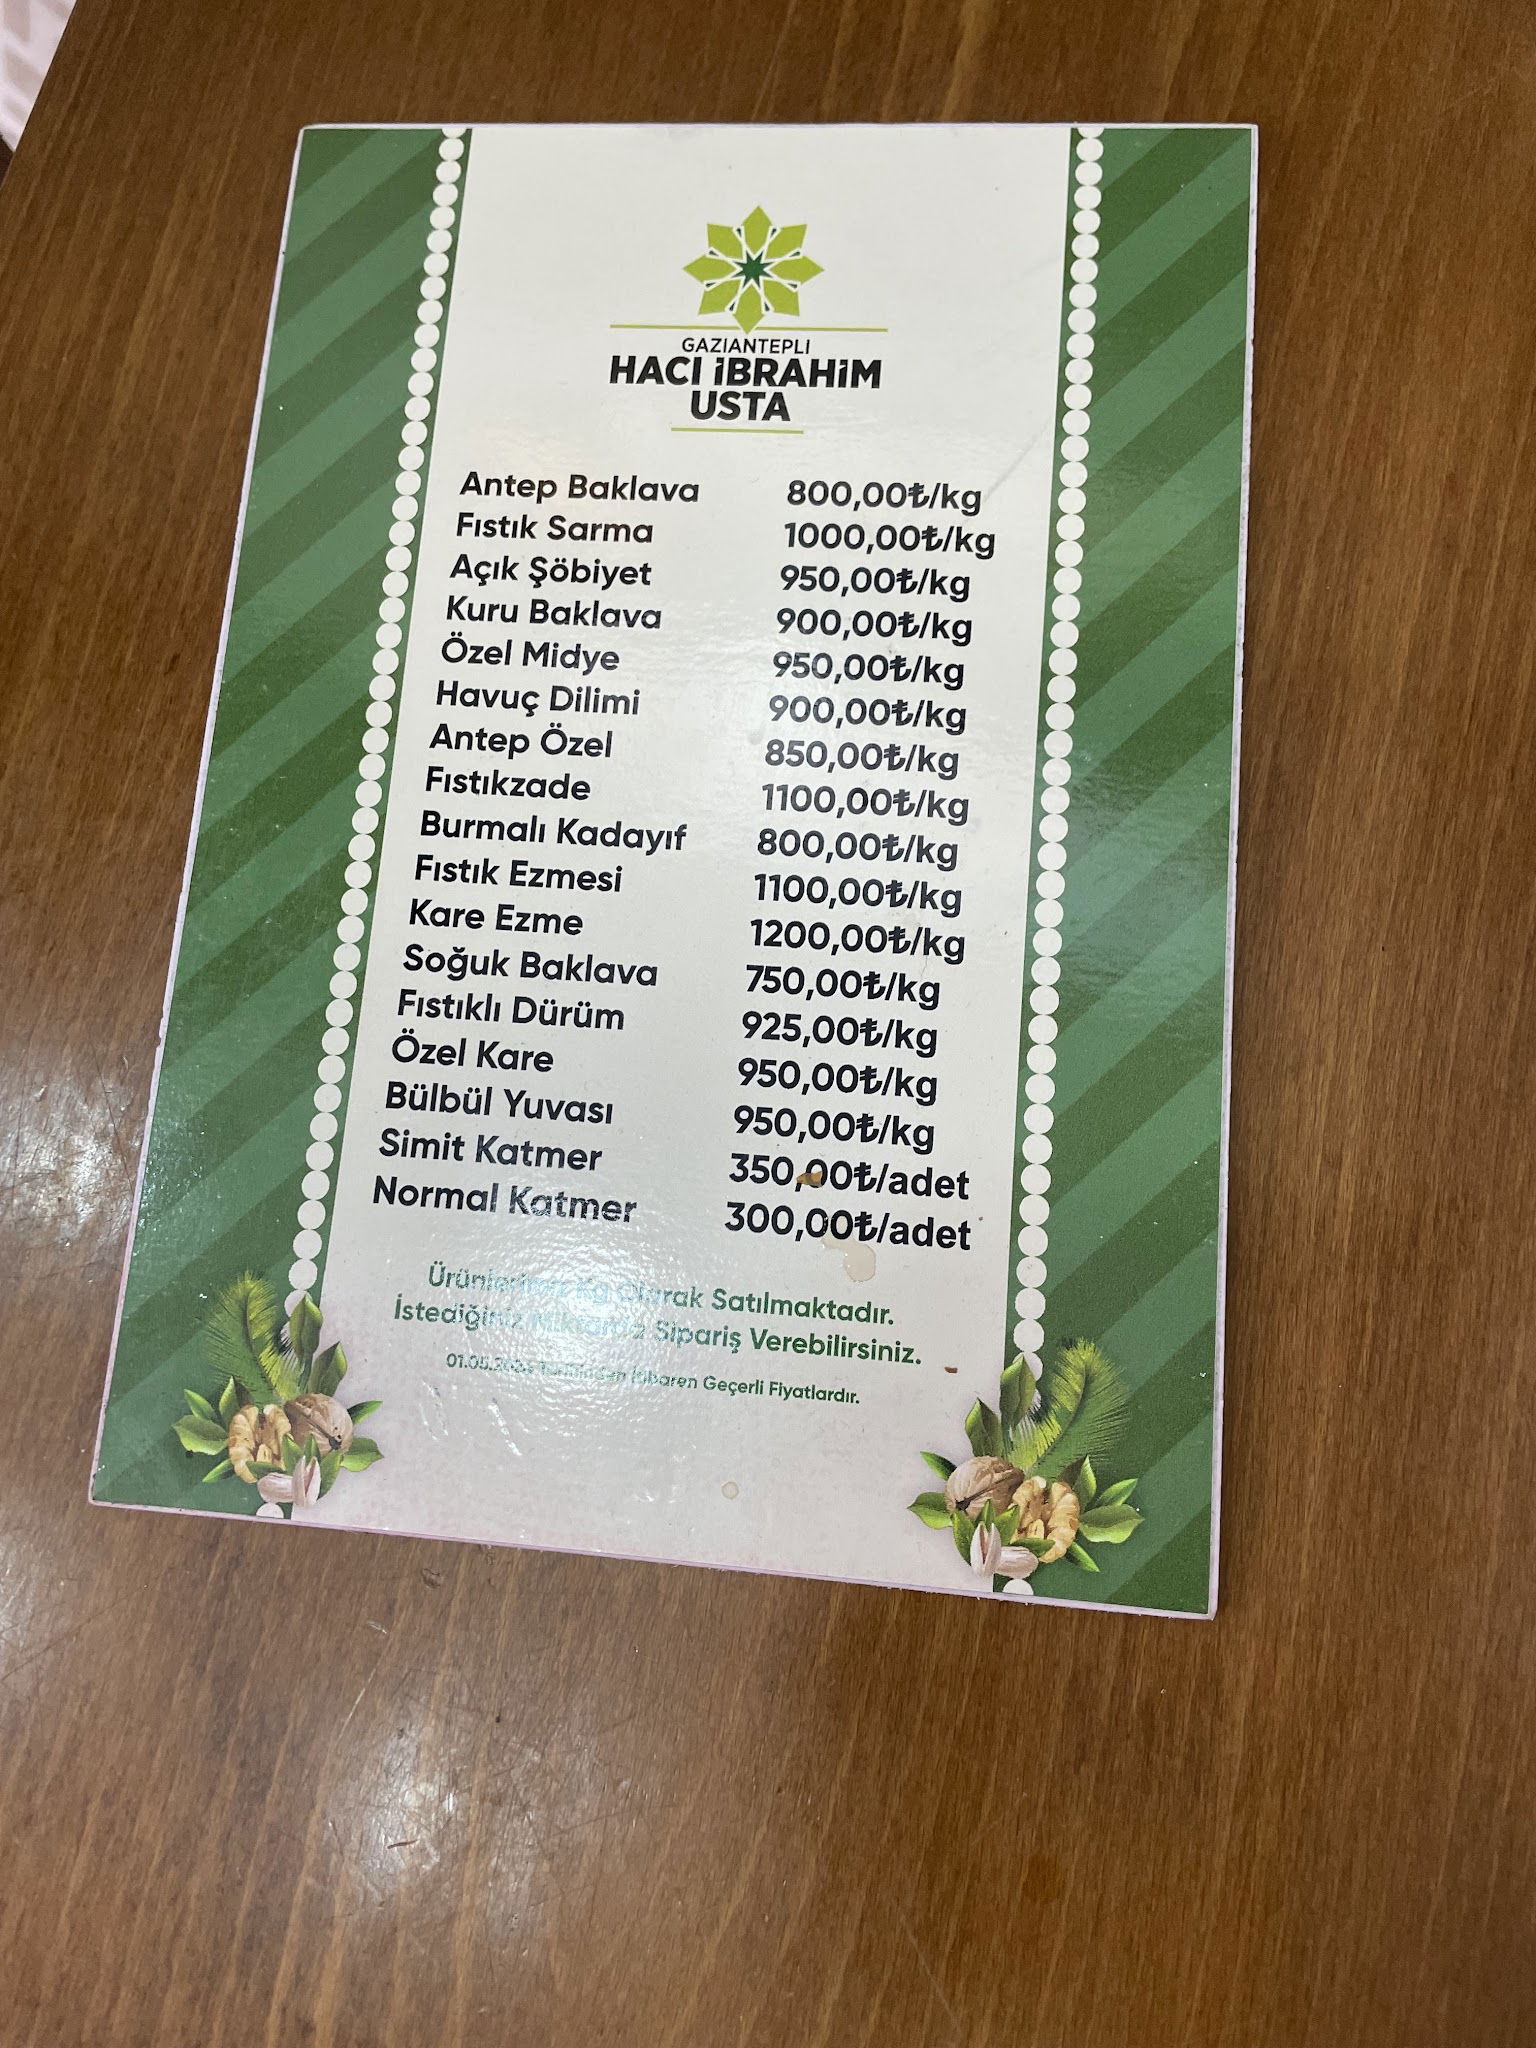 GAZIANTEPLI
HACI İBRAHİM
USTA
Antep Baklava 800,00₺/kg
Fıstık Sarma 1000,00₺/kg
Açık Şöbiyet 950,00₺/kg
Kuru Baklava 900,00₺/kg
Özel Midye 950,00₺/kg
Havuç Dilimi 900,00₺/kg
Antep Özel 850,00₺/kg
Fıstıkzade 1100,00₺/kg
Burmalı Kadayıf 800,00₺/kg
Fıstık Ezmesi 1100,00₺/kg
Kare Ezme 1200,00₺/kg
Soğuk Baklava 750,00₺/kg
Fıstıklı Dürüm 925,00₺/kg
Özel Kare 950,00₺/kg
Bülbül Yuvası 950,00₺/kg
Simit Katmer 350,00₺/adet
Normal Katmer 300,00₺/adet
Ürünlerimiz Kg Olarak Satılmaktadır.
İstediğiniz Miktarda Sipariş Verebilirsiniz.
Tarihinden İtibaren Geçerli Fiyatlardır.